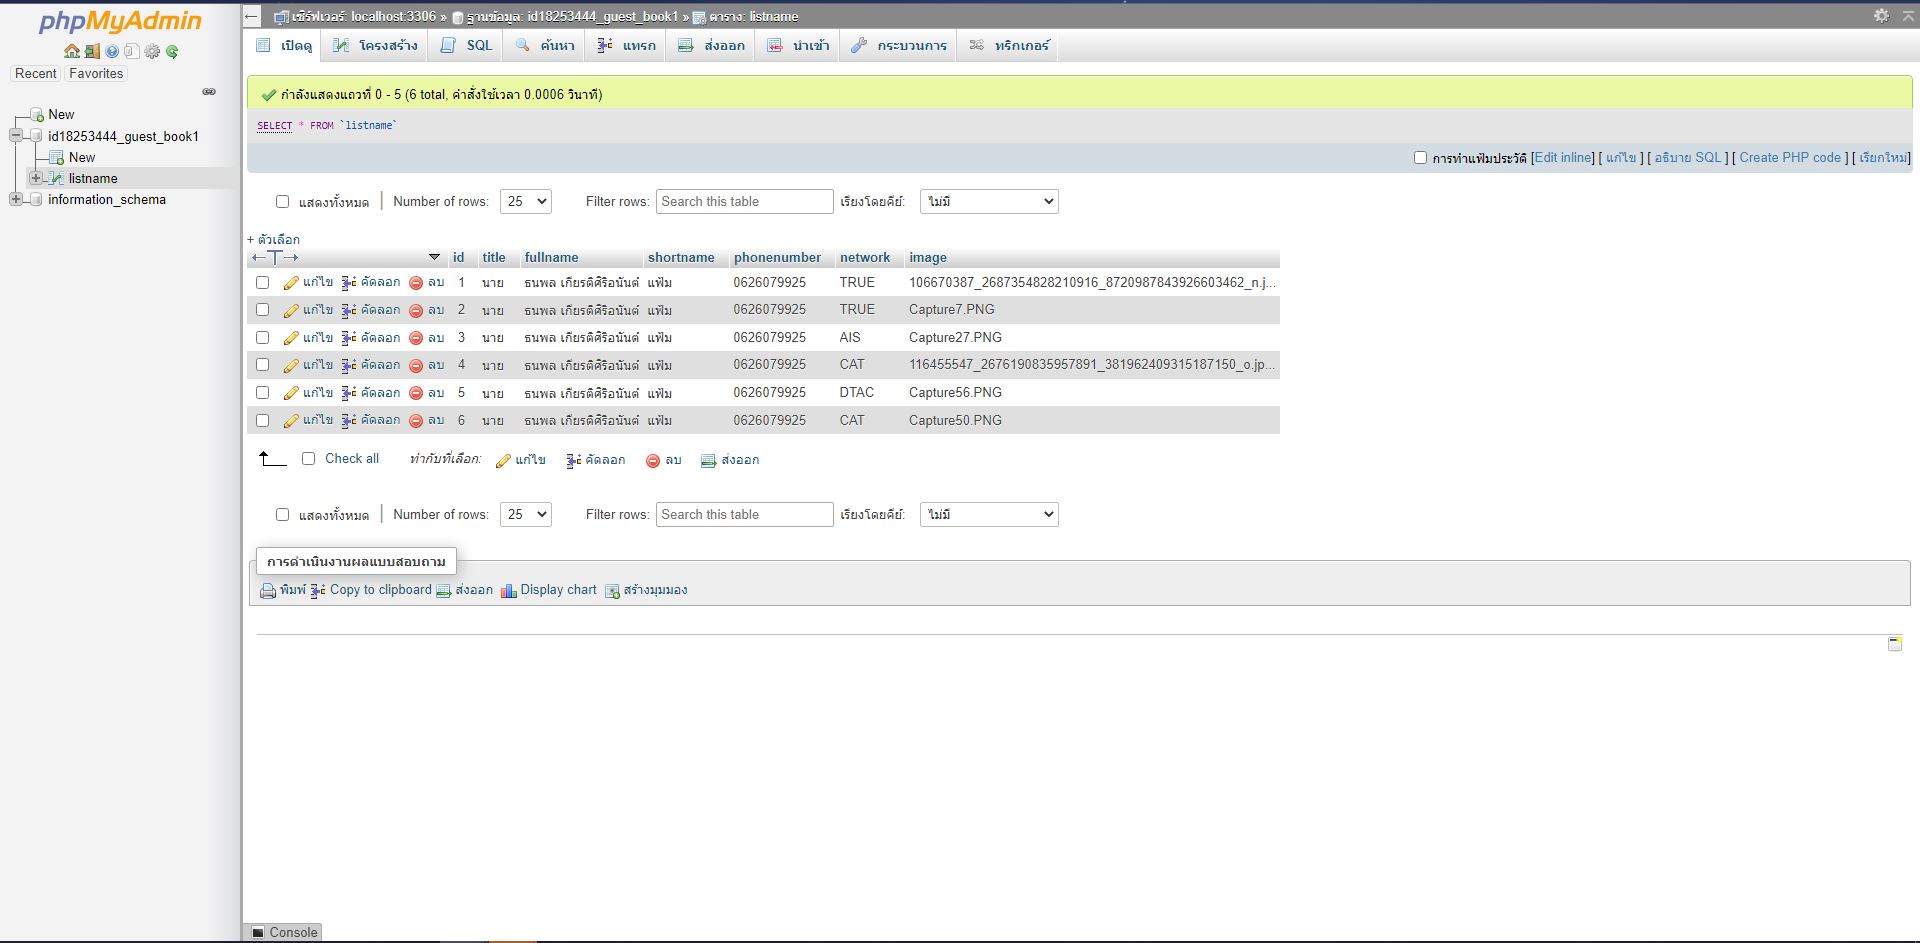 phpMyAdmin
Recent Favorites
New
id18253444_guest_book1
New
listname
information_schema
เซิร์ฟเวอร์: localhost:3306 » ฐานข้อมูล: id18253444_guest_book1 » ตาราง: listname
เปิดดู โครงสร้าง SQL ค้นหา แทรก ส่งออก นำเข้า กระบวนการ ทริกเกอร์
กำลังแสดงแถวที่ 0 - 5 (6 total, คำสั่งใช้เวลา 0.0006 วินาที)
SELECT * FROM `listname`
การทำแฟ้มประวัติ [Edit inline] [ แก้ไข ] [ อธิบาย SQL ] [ Create PHP code ] [ เรียกใหม่]
แสดงทั้งหมด | Number of rows: 25 Filter rows: Search this table เรียงโดยคีย์: ไม่มี
+ ตัวเลือก
←T→ id title fullname shortname phonenumber network image
แก้ไข คัดลอก ลบ 1 นาย ธนพล เกียรติศิริอนันต์ แฟ้ม 0626079925 TRUE 106670387_2687354828210916_8720987843926603462_n.j...
แก้ไข คัดลอก ลบ 2 นาย ธนพล เกียรติศิริอนันต์ แฟ้ม 0626079925 TRUE Capture7.PNG
แก้ไข คัดลอก ลบ 3 นาย ธนพล เกียรติศิริอนันต์ แฟ้ม 0626079925 AIS Capture27.PNG
แก้ไข คัดลอก ลบ 4 นาย ธนพล เกียรติศิริอนันต์ แฟ้ม 0626079925 CAT 116455547_2676190835957891_381962409315187150_o.jp...
แก้ไข คัดลอก ลบ 5 นาย ธนพล เกียรติศิริอนันต์ แฟ้ม 0626079925 DTAC Capture56.PNG
แก้ไข คัดลอก ลบ 6 นาย ธนพล เกียรติศิริอนันต์ แฟ้ม 0626079925 CAT Capture50.PNG
Check all ทำกับที่เลือก: แก้ไข คัดลอก ลบ ส่งออก
แสดงทั้งหมด | Number of rows: 25 Filter rows: Search this table เรียงโดยคีย์: ไม่มี
การดำเนินงานผลแบบสอบถาม
พิมพ์ Copy to clipboard ส่งออก Display chart สร้างมุมมอง
Console